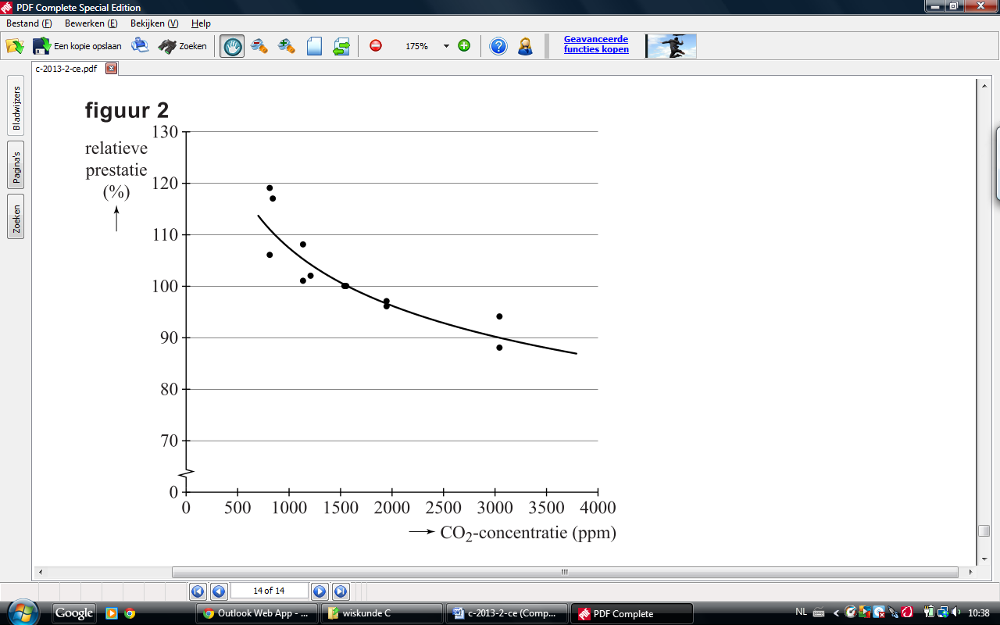 PDF Complete Special Edition
Bestand (F) Bewerken (E) Bekijken (V) Help
Een kopie opslaan Zoeken 175% Geavanceerde
functies kopen
c-2013-2-ce.pdf
Bladwijzers
Pagina's
Zoeken
figuur 2
relatieve
prestatie
(%)
130
120
110
100
90
80
70
0
0 500 1000 1500 2000 2500 3000 3500 4000
CO2-concentratie (ppm)
14 of 14
Google Outlook Web App - ... wiskunde C c-2013-2-ce (Comp... PDF Complete NL 10:38